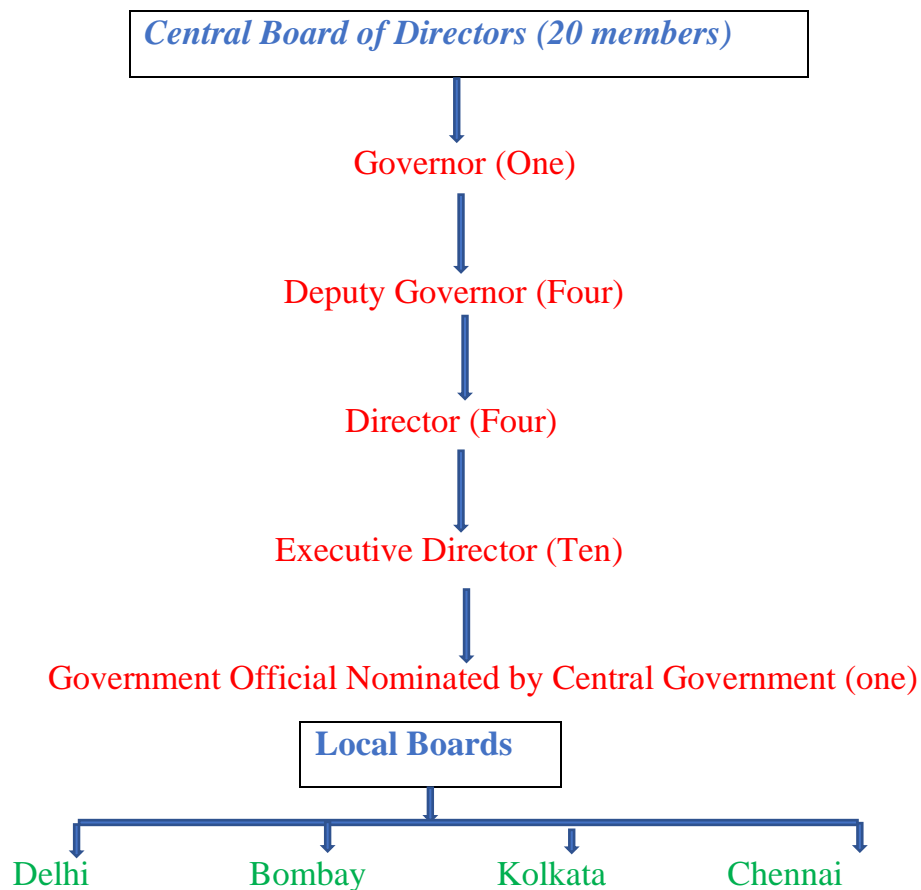 Central Board of Directors (20 members)
Governor (One)
Deputy Governor (Four)
Director (Four)
Executive Director (Ten)
Government Official Nominated by Central Government (one)
Local Boards
Delhi Bombay Kolkata Chennai